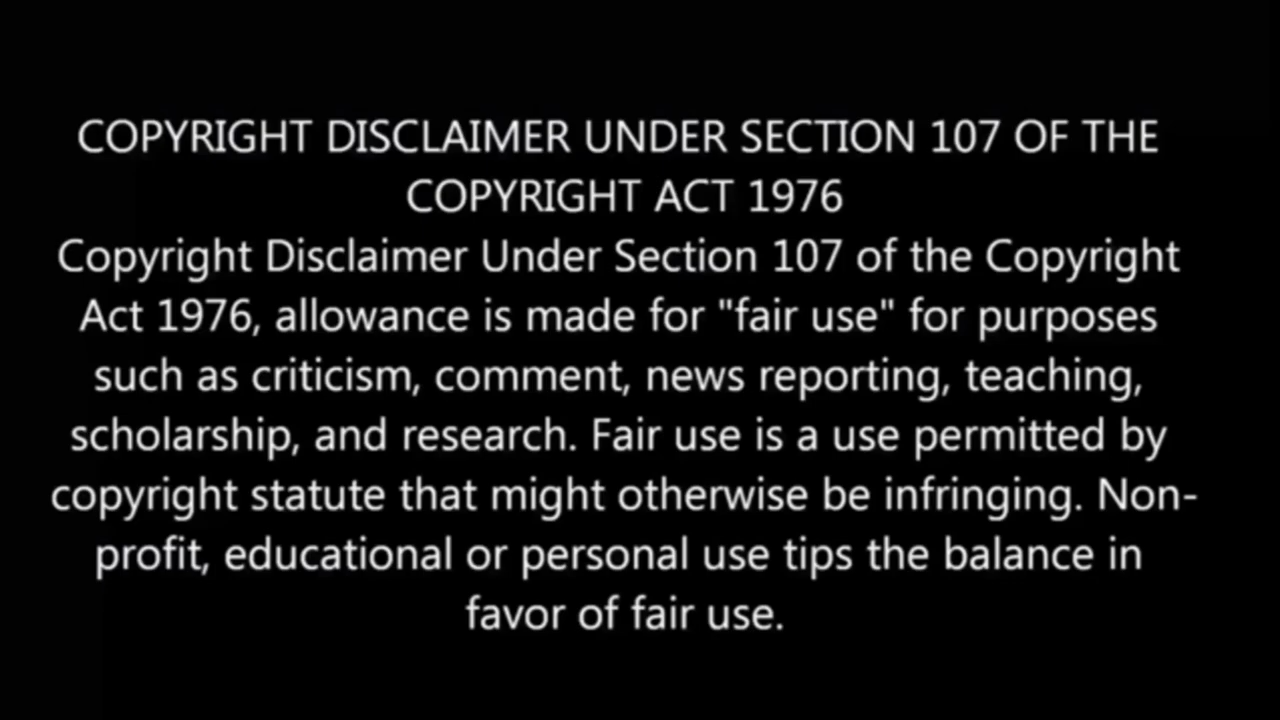 COPYRIGHT DISCLAIMER UNDER SECTION 107 OF THE
COPYRIGHT ACT 1976
Copyright Disclaimer Under Section 107 of the Copyright
Act 1976, allowance is made for "fair use" for purposes
such as criticism, comment, news reporting, teaching,
scholarship, and research. Fair use is a use permitted by
copyright statute that might otherwise be infringing. Non-
profit, educational or personal use tips the balance in
favor of fair use.